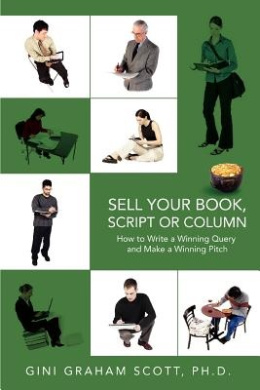 SELL YOUR BOOK,
SCRIPT OR COLUMN
How to Write a Winning Query
and Make a Winning Pitch
GINI GRAHAM SCOTT, PH.D.